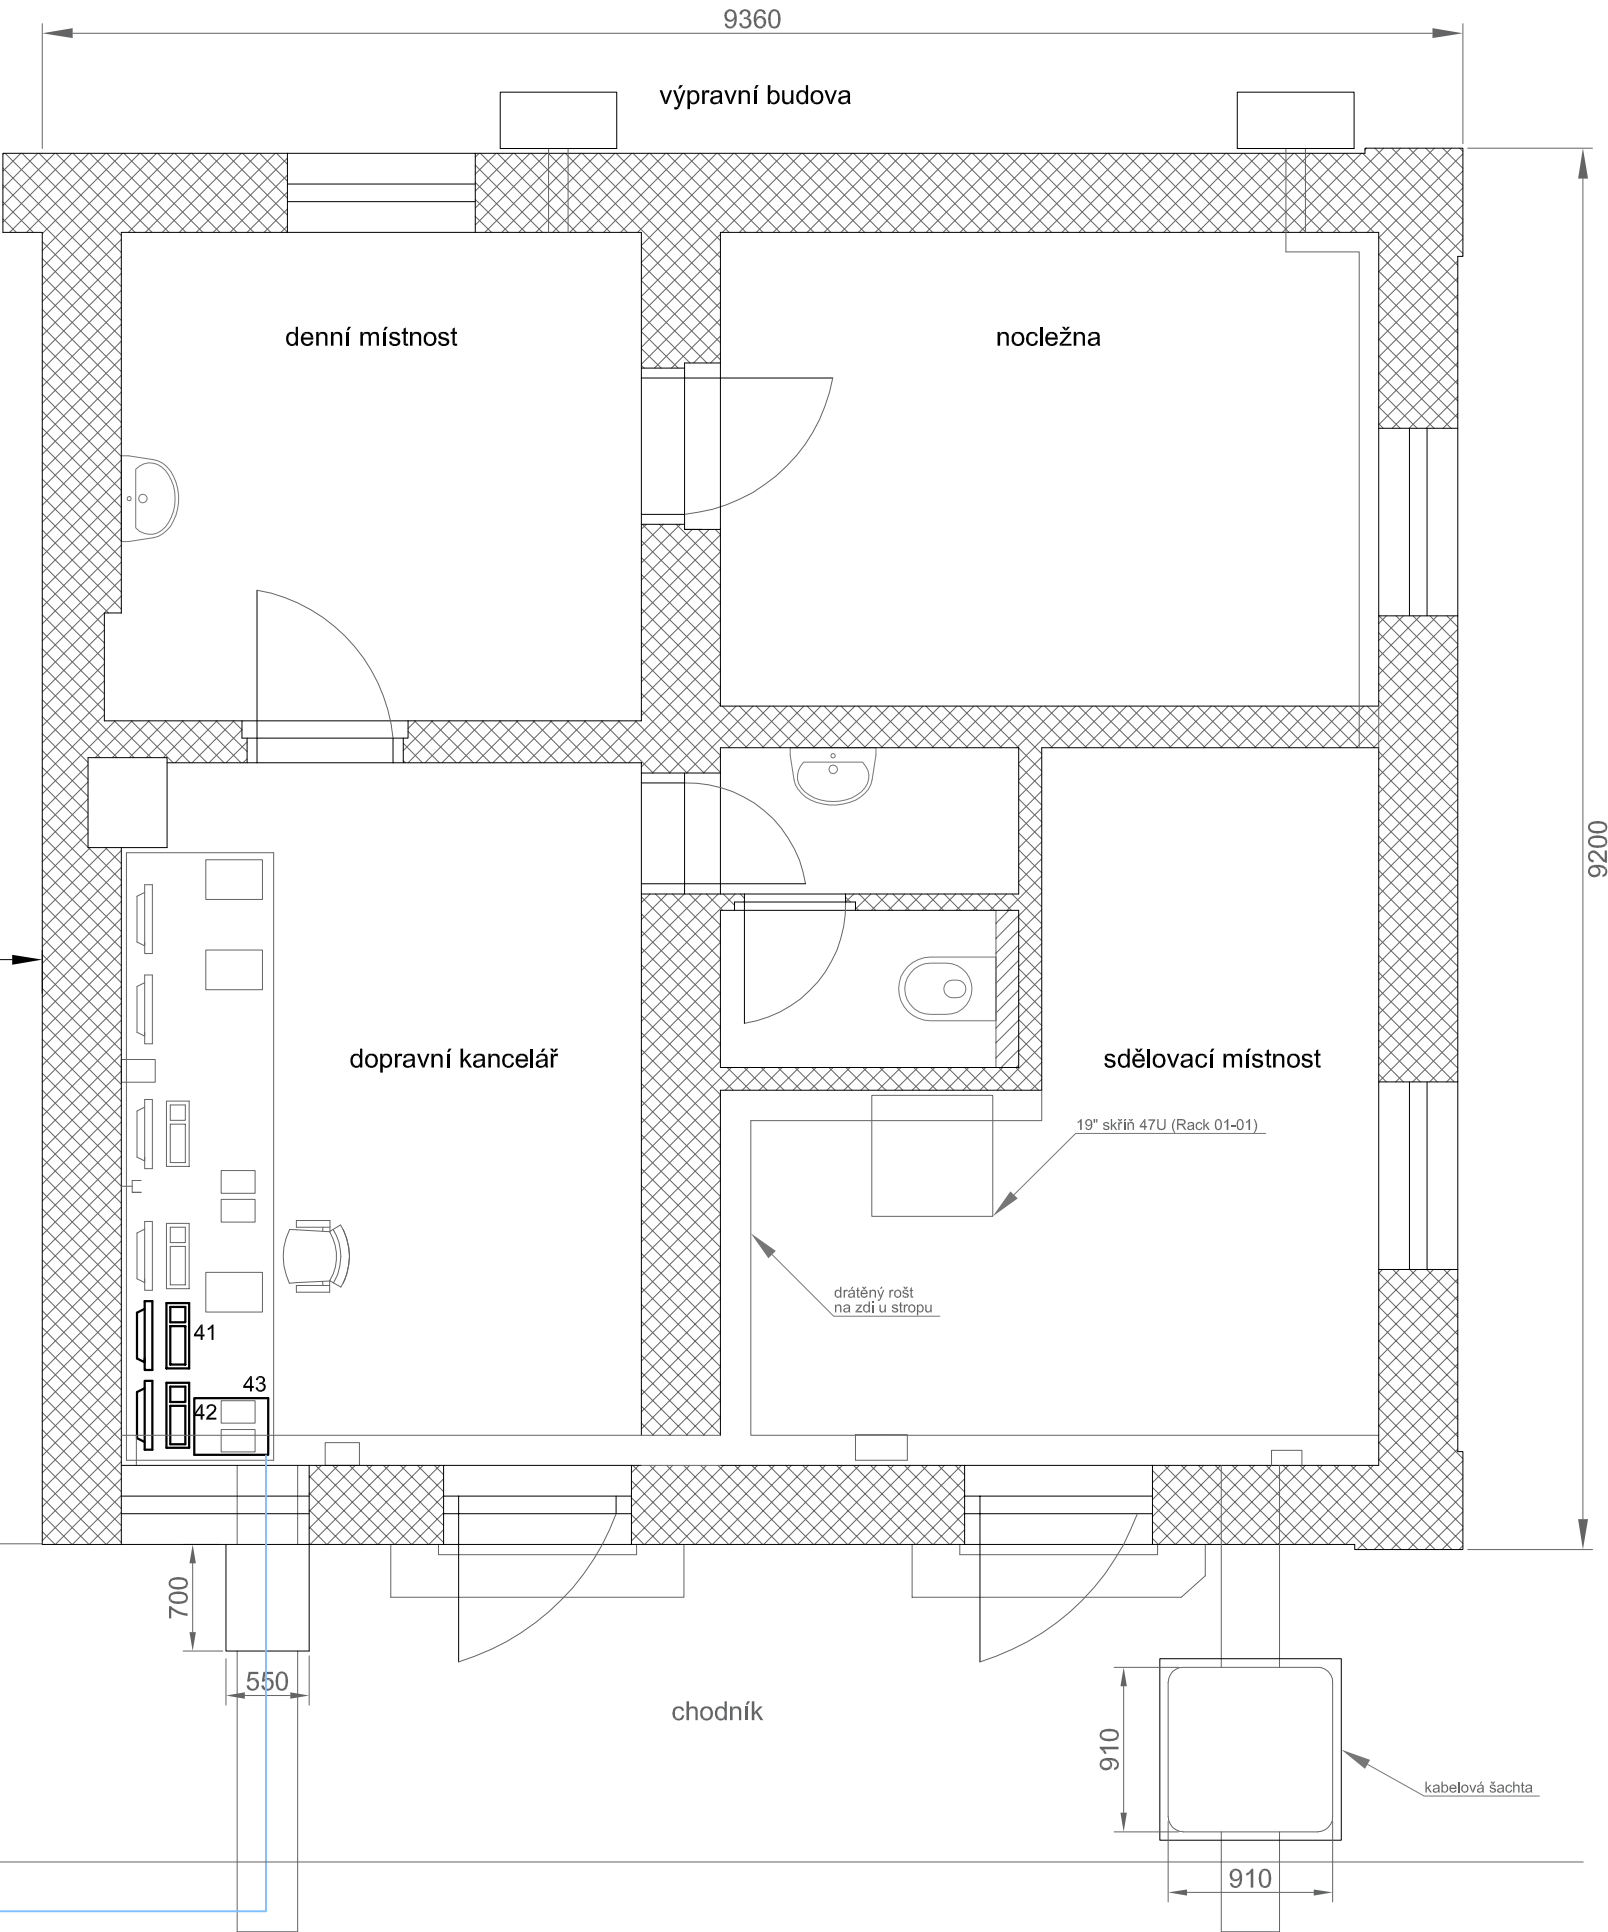 9360
výpravní budova
denní místnost
nocležna
9200
dopravní kancelář
sdělovací místnost
19" skříň 47U (Rack 01-01)
drátěný rošt
na zdi u stropu
41
43
42
700
550
chodník
910
kabelová šachta
910